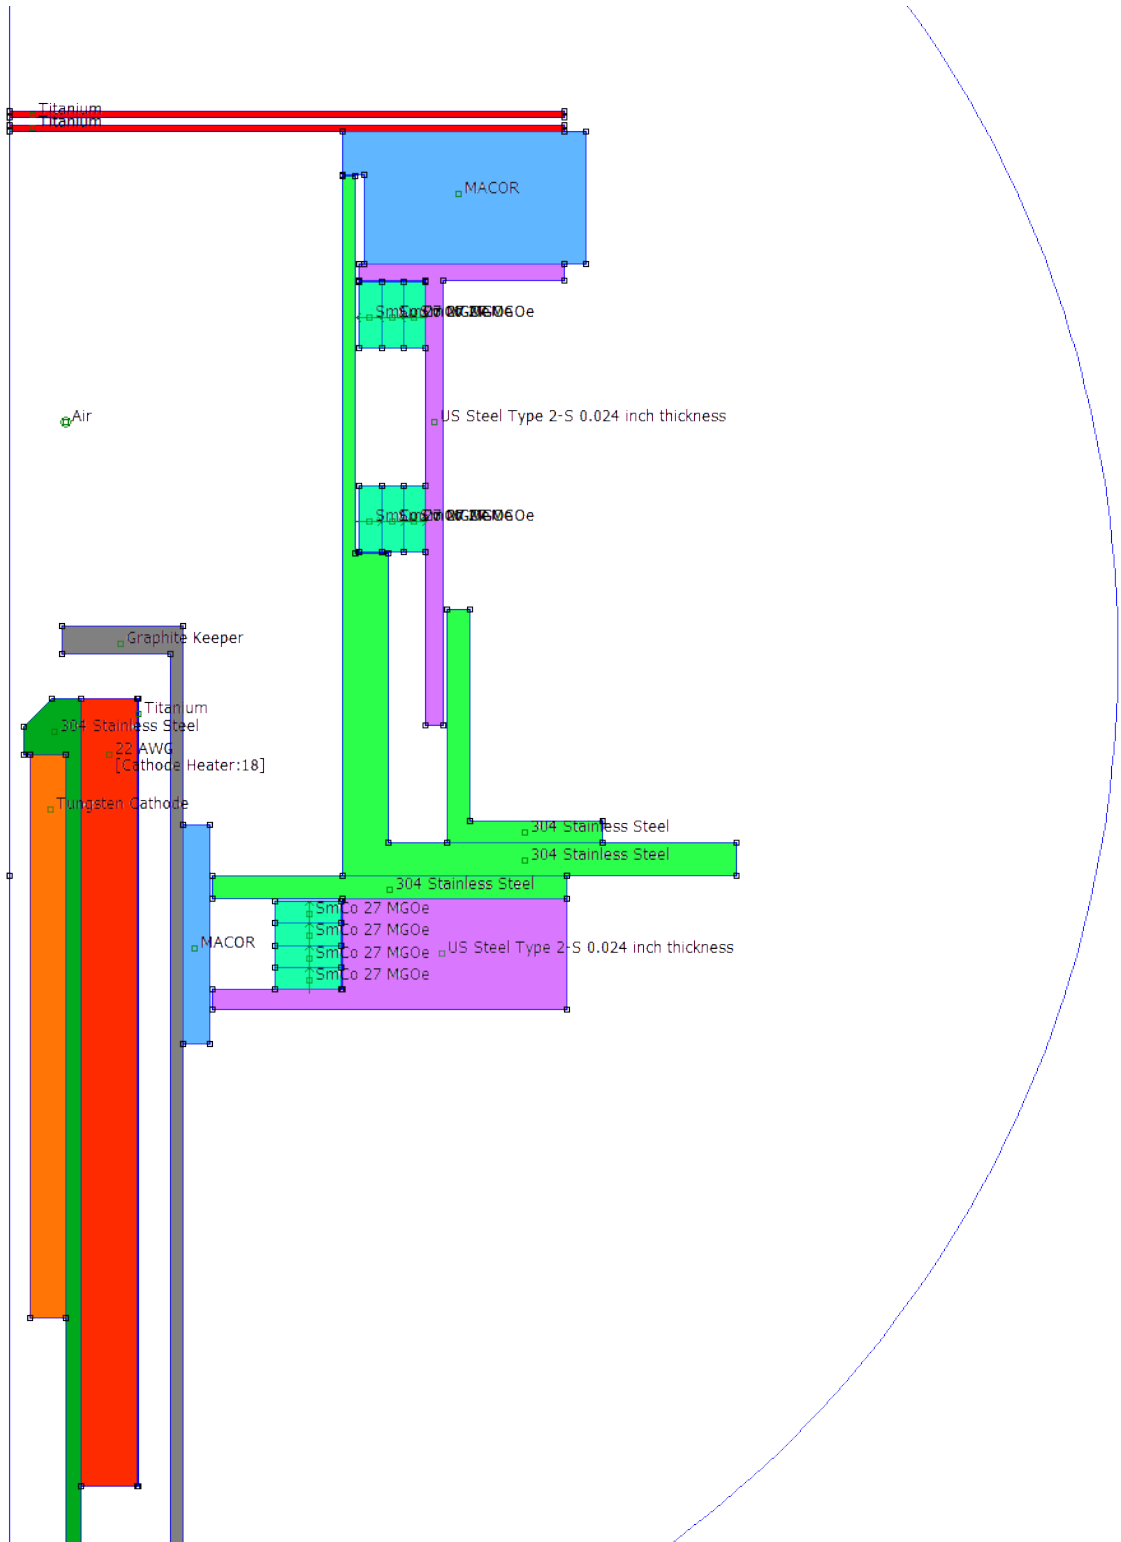 Titanium
Titanium
MACOR
Air
US Steel Type 2-S 0.024 inch thickness
Graphite Keeper
Titanium
304 Stainless Steel
22 AWG
[Cathode Heater:18]
Tungsten Cathode
304 Stainless Steel
304 Stainless Steel
304 Stainless Steel
SmCo 27 MGOe
SmCo 27 MGOe
SmCo 27 MGOe
SmCo 27 MGOe
MACOR
US Steel Type 2-S 0.024 inch thickness